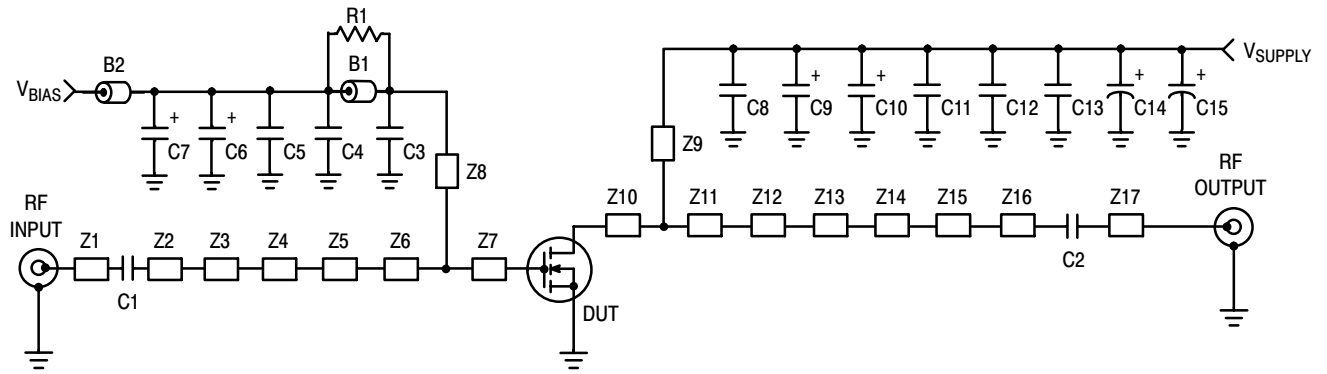 R1
B2
B1
V_BIAS
+
+
C7
C6
C5
C4
C3
Z8
+
+
+
+
V_SUPPLY
C8
C9
C10
C11
C12
C13
C14
C15
Z9
RF
INPUT
Z1
C1
Z2
Z3
Z4
Z5
Z6
Z7
DUT
Z10
Z11
Z12
Z13
Z14
Z15
Z16
C2
Z17
RF
OUTPUT